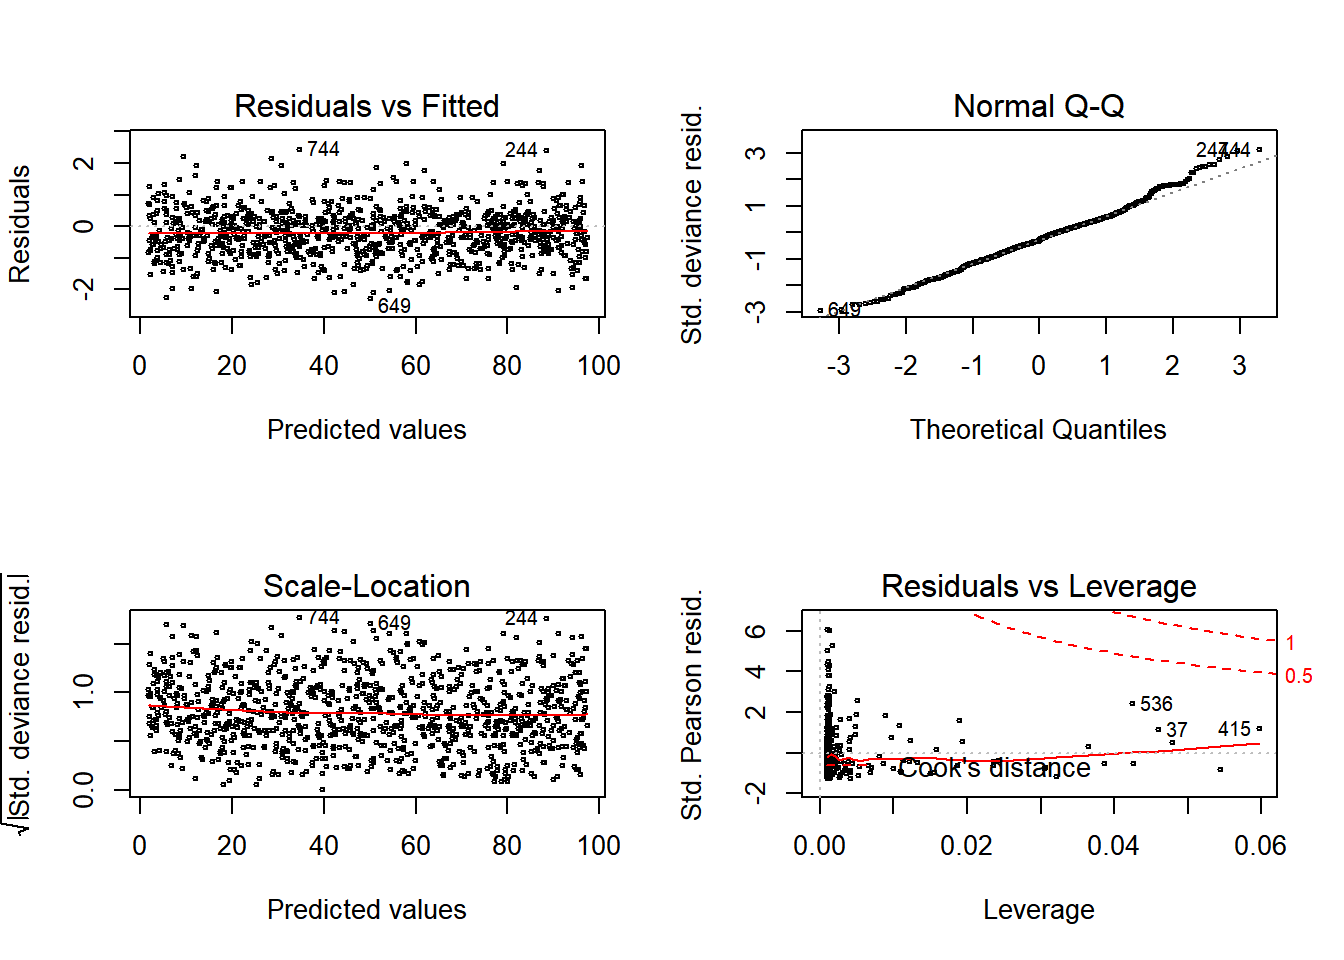 Residuals vs Fitted
Residuals
2
0
-2
744
244
649
0 20 40 60 80 100
Predicted values
Normal Q-Q
Std. deviance resid.
3
1
-1
-3
744
649
-3 -2 -1 0 1 2 3
Theoretical Quantiles
Scale-Location
√|Std. deviance resid.|
1.0
0.0
744
649
244
0 20 40 60 80 100
Predicted values
Residuals vs Leverage
Std. Pearson resid.
6
4
2
-2
1
0.5
536
37
415
Cook's distance
0.00 0.02 0.04 0.06
Leverage